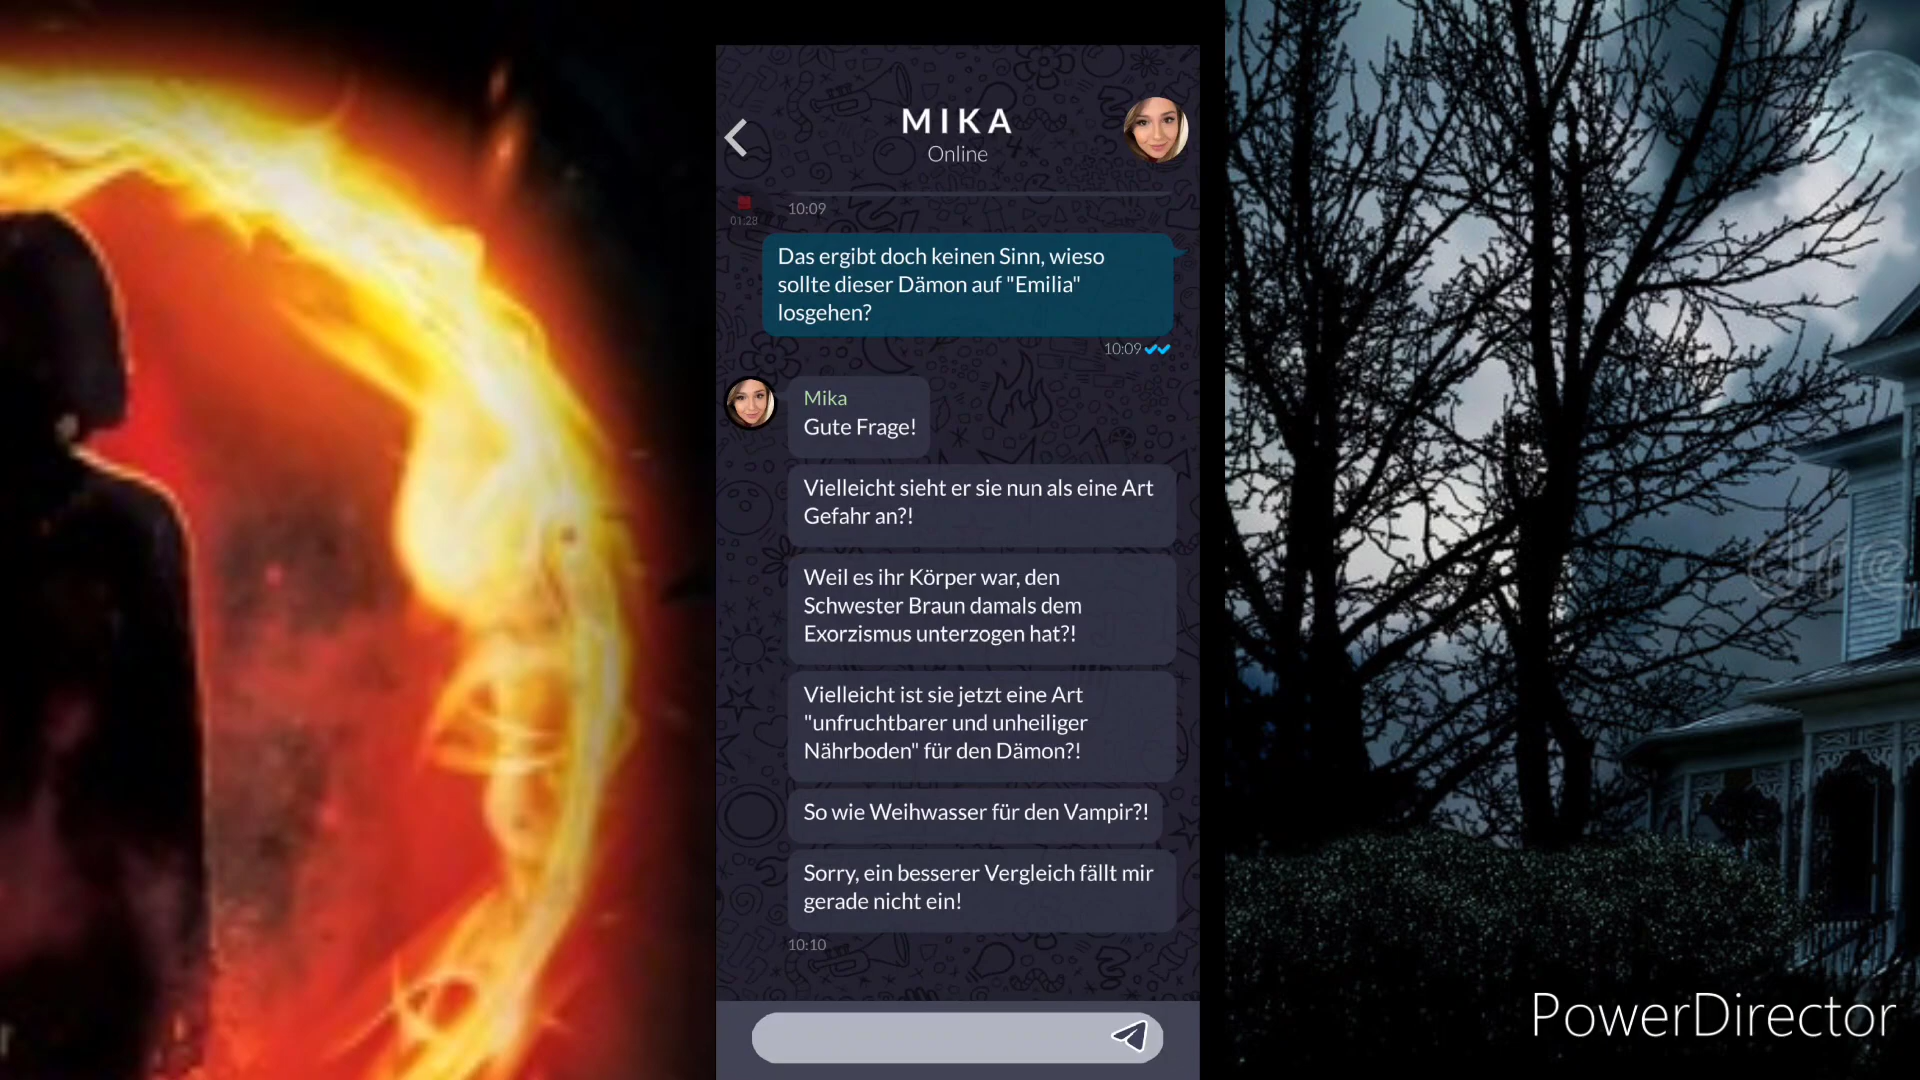 MIKA
Online
01:28
10:09
Das ergibt doch keinen Sinn, wieso
sollte dieser Dämon auf "Emilia"
losgehen?
10:09
Mika
Gute Frage!
Vielleicht sieht er sie nun als eine Art
Gefahr an?!
Weil es ihr Körper war, den
Schwester Braun damals dem
Exorzismus unterzogen hat?!
Vielleicht ist sie jetzt eine Art
"unfruchtbarer und unheiliger
Nährboden" für den Dämon?!
So wie Weihwasser für den Vampir?!
Sorry, ein besserer Vergleich fällt mir
gerade nicht ein!
10:10
PowerDirector